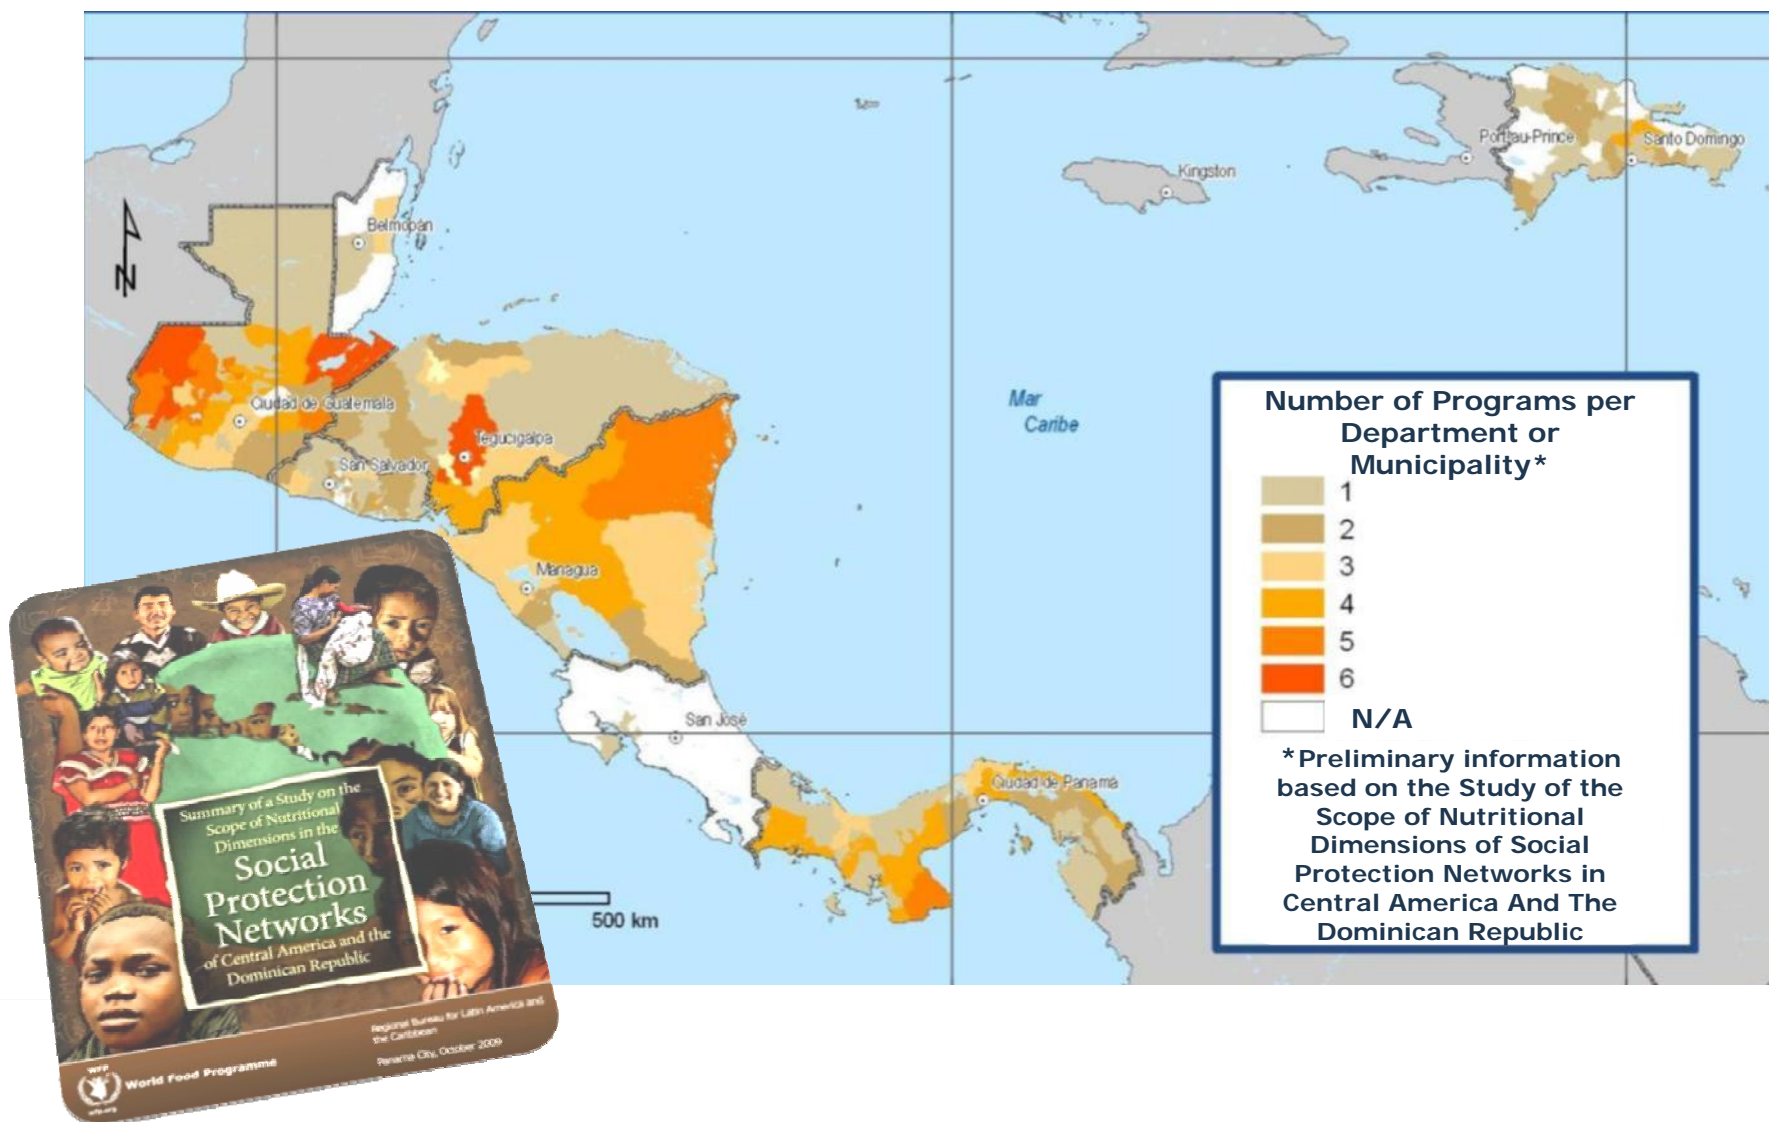 N
Belmopán
Kingston
Port-au-Prince
Santo Domingo
Ciudad de Guatemala
Tegucigalpa
San Salvador
Mar
Caribe
Managua
San José
Ciudad de Panamá
500 km
Number of Programs per
Department or
Municipality*
1
2
3
4
5
6
N/A
*Preliminary information
based on the Study of the
Scope of Nutritional
Dimensions of Social
Protection Networks in
Central America And The
Dominican Republic
Summary of a Study on the
Scope of Nutritional
Dimensions in the
Social
Protection
Networks
of Central America and the
Dominican Republic
Regional Bureau for Latin America and
the Caribbean
Panama City, October 2009
WFP
World Food Programme
wfp.org